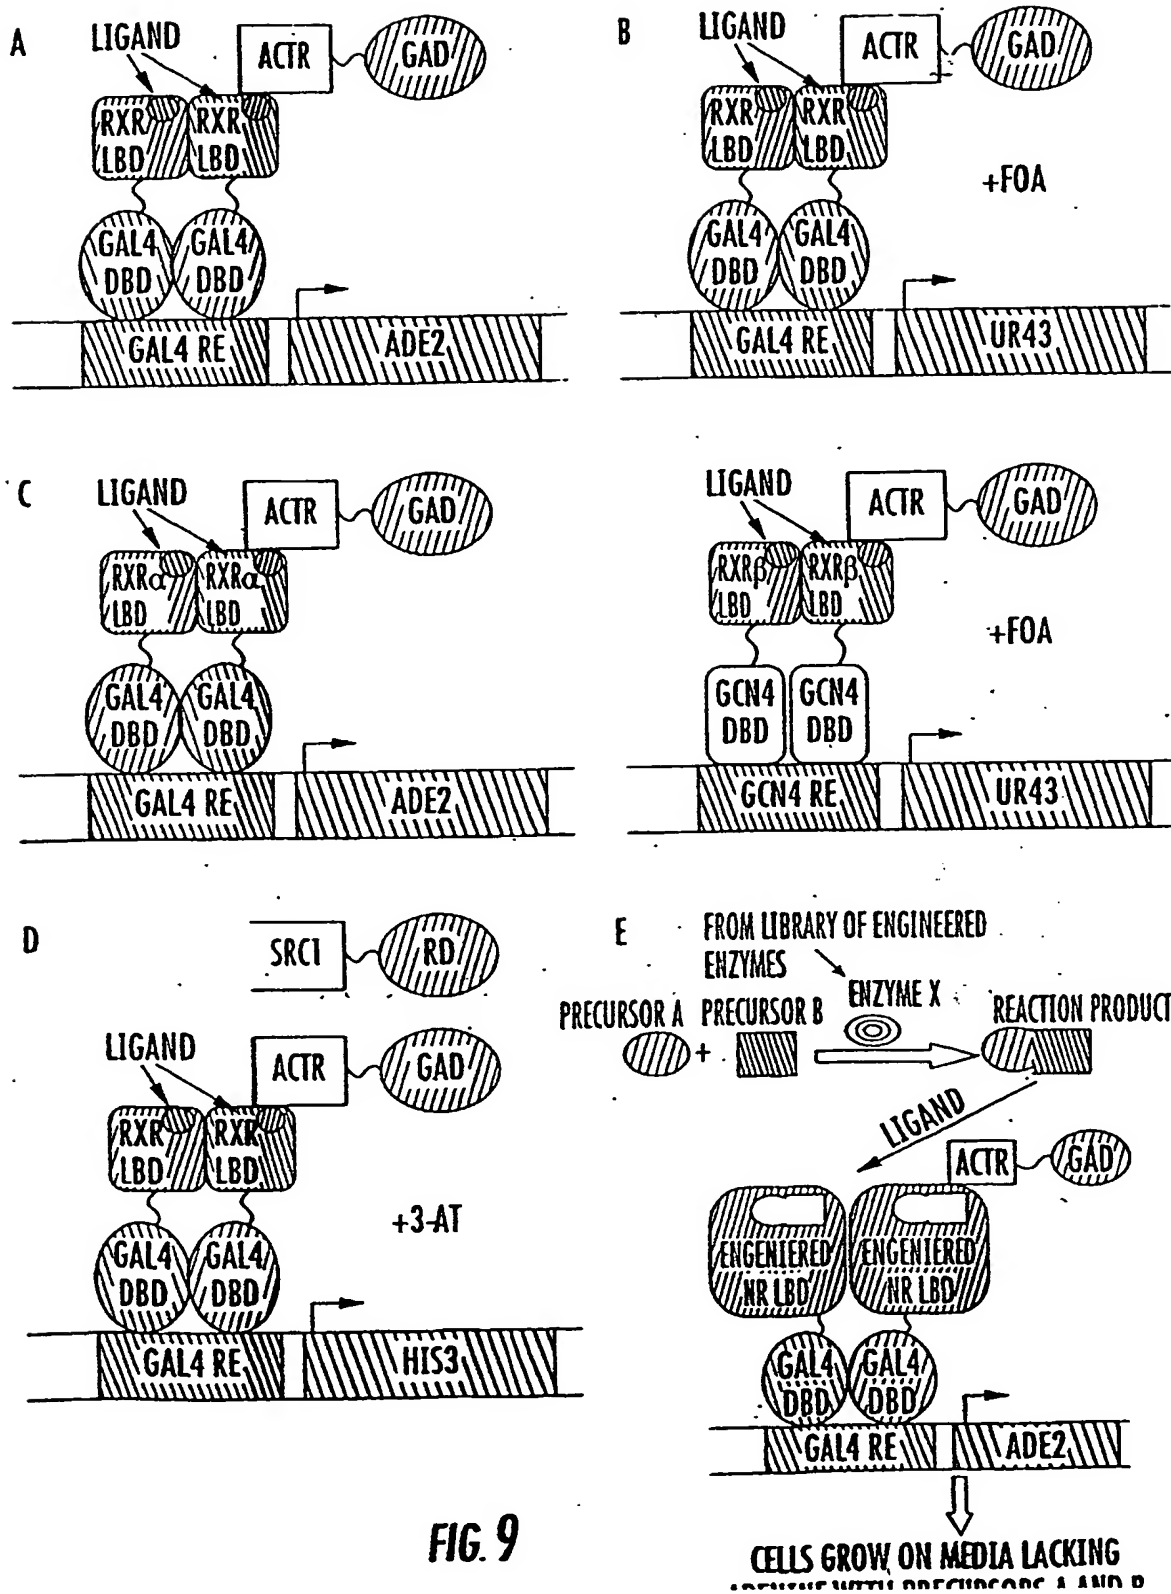 A
LIGAND
ACTR
GAD
RXR
LBD
RXR
LBD
GAL4
DBD
GAL4
DBD
GAL4 RE
ADE2
B
LIGAND
ACTR
GAD
RXR
LBD
RXR
LBD
+FOA
GAL4
DBD
GAL4
DBD
GAL4 RE
UR43
C
LIGAND
ACTR
GAD
RXRα
LBD
RXRα
LBD
GAL4
DBD
GAL4
DBD
GAL4 RE
ADE2
LIGAND
ACTR
GAD
RXRβ
LBD
RXRβ
LBD
+FOA
GCN4
DBD
GCN4
DBD
GCN4 RE
UR43
D
SRC1
RD
LIGAND
ACTR
GAD
RXR
LBD
RXR
LBD
+3-AT
GAL4
DBD
GAL4
DBD
GAL4 RE
HIS3
E
FROM LIBRARY OF ENGINEERED
ENZYMES
ENZYME X
PRECURSOR A
+
PRECURSOR B
REACTION PRODUCT
LIGAND
ACTR
GAD
ENGENIERED
NR LBD
ENGENIERED
NR LBD
GAL4
DBD
GAL4
DBD
GAL4 RE
ADE2
CELLS GROW ON MEDIA LACKING
ADENINE WITH PRECURSORS A AND B
FIG. 9